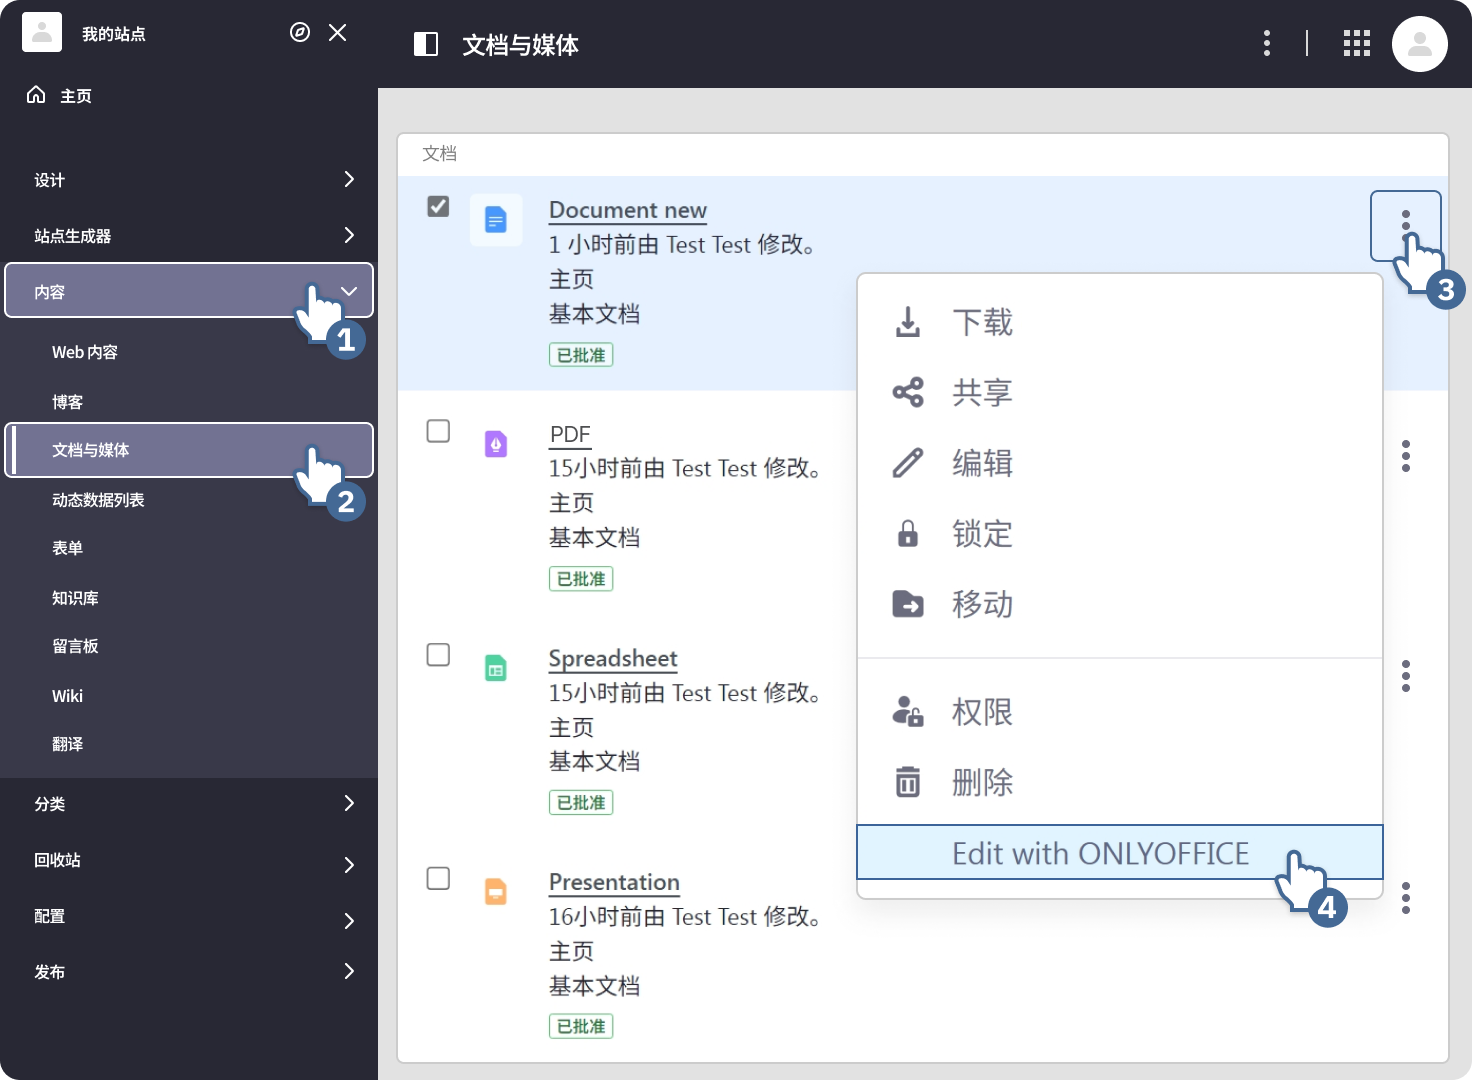 我的站点
主页
设计
站点生成器
内容
1
Web 内容
博客
文档与媒体
2
动态数据列表
表单
知识库
留言板
Wiki
翻译
分类
回收站
配置
发布
文档与媒体
文档
Document new
1 小时前由 Test Test 修改。
主页
基本文档
已批准
3
PDF
15小时前由 Test Test 修改。
主页
基本文档
已批准
Spreadsheet
15小时前由 Test Test 修改。
主页
基本文档
已批准
Presentation
16小时前由 Test Test 修改。
主页
基本文档
已批准
下载
共享
编辑
锁定
移动
权限
删除
Edit with ONLYOFFICE
4